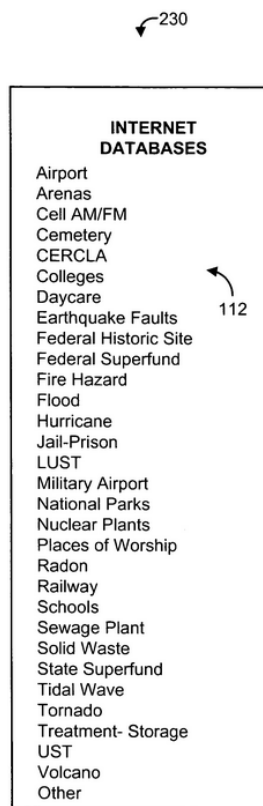 230
INTERNET
DATABASES
Airport
Arenas
Cell AM/FM
Cemetery
CERCLA
Colleges
Daycare
112
Earthquake Faults
Federal Historic Site
Federal Superfund
Fire Hazard
Flood
Hurricane
Jail-Prison
LUST
Military Airport
National Parks
Nuclear Plants
Places of Worship
Radon
Railway
Schools
Sewage Plant
Solid Waste
State Superfund
Tidal Wave
Tornado
Treatment- Storage
UST
Volcano
Other